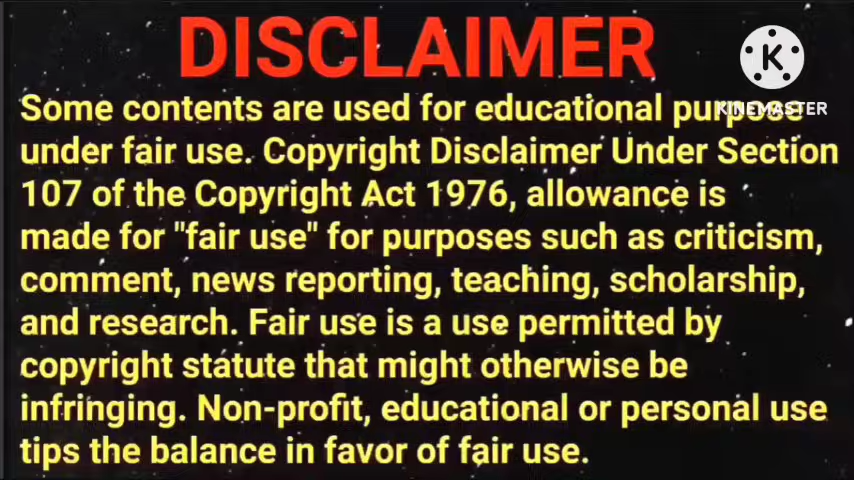 DISCLAIMER
K
KINEMASTER
Some contents are used for educational purpose
under fair use. Copyright Disclaimer Under Section
107 of the Copyright Act 1976, allowance is
made for "fair use" for purposes such as criticism,
comment, news reporting, teaching, scholarship,
and research. Fair use is a use permitted by
copyright statute that might otherwise be
infringing. Non-profit, educational or personal use
tips the balance in favor of fair use.